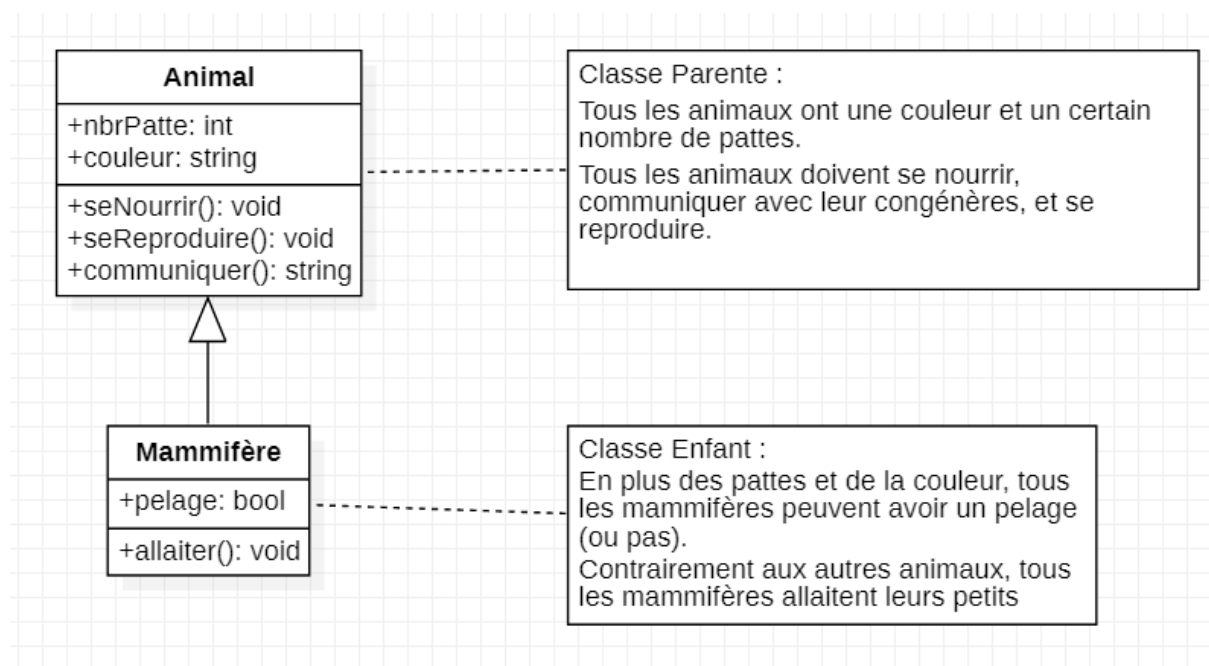 Animal
+nbrPatte: int
+couleur: string
+seNourrir(): void
+seReproduire(): void
+communiquer(): string
Classe Parente :
Tous les animaux ont une couleur et un certain
nombre de pattes.
Tous les animaux doivent se nourrir,
communiquer avec leur congénères, et se
reproduire.
Mammifère
+pelage: bool
+allaiter(): void
Classe Enfant :
En plus des pattes et de la couleur, tous
les mammifères peuvent avoir un pelage
(ou pas).
Contrairement aux autres animaux, tous
les mammifères allaitent leurs petits